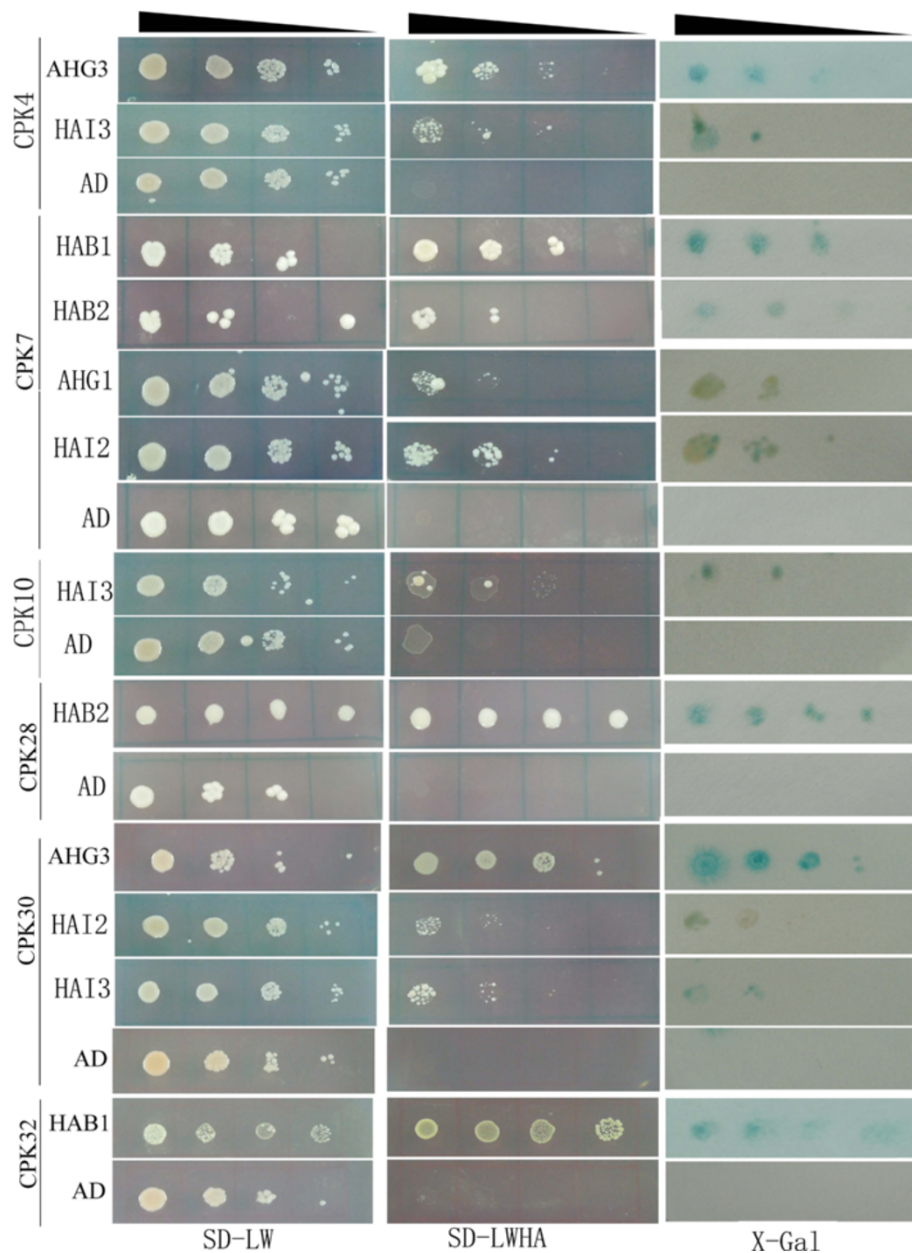 CPK4
AHG3
HAI3
AD
CPK7
HAB1
HAB2
AHG1
HAI2
AD
CPK10
HAI3
AD
CPK28
HAB2
AD
CPK30
AHG3
HAI2
HAI3
AD
CPK32
HAB1
AD
SD-LW SD-LWHA X-Gal